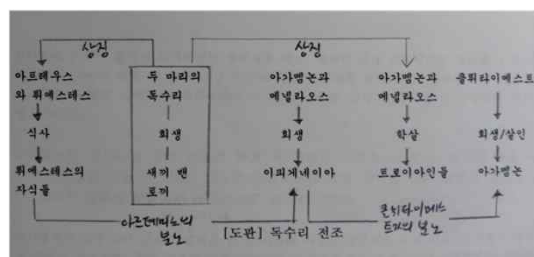 상징
상징
아트레우스
와 튀에스테스
두 마리의
독수리
아가멤논과
메넬라오스
아가멤논과
메넬라오스
클뤼타이메스트
식사
희생
희생
학살
희생/살인
튀에스테스의
자식들
새끼 밴
토끼
이피게네이아
트로이아인들
아가멤논
아르테미스의
분노
[도판] 독수리 전조
클뤼타이메스
트라의 분노